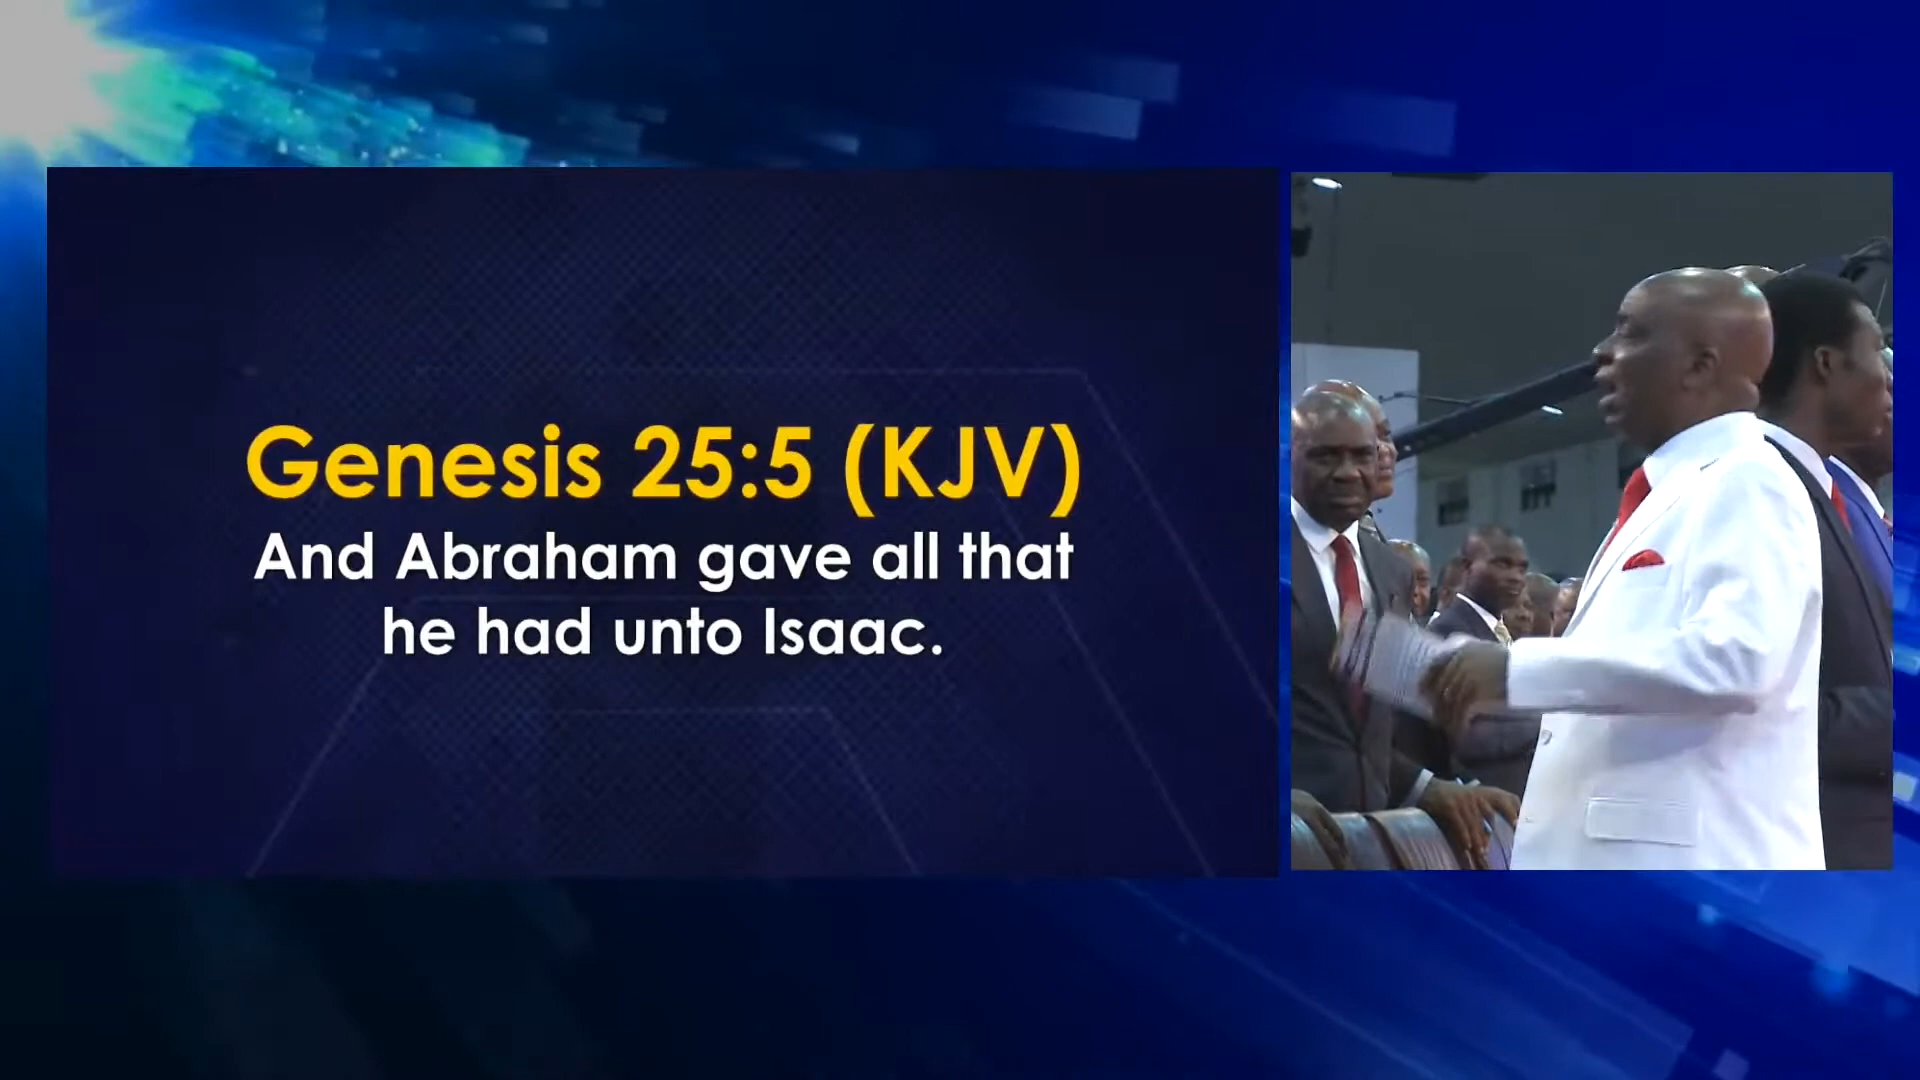 Genesis 25:5 (KJV)
And Abraham gave all that
he had unto Isaac.